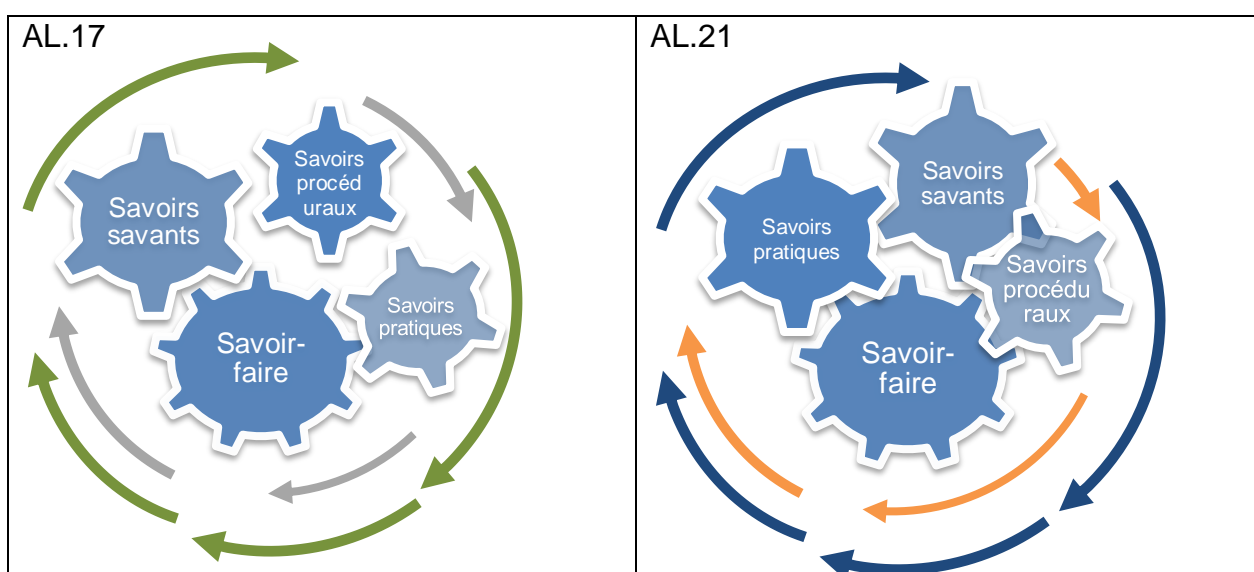 AL.17
Savoirs
savants
Savoirs
procéd
uraux
Savoirs
pratiques
Savoir-
faire
AL.21
Savoirs
pratiques
Savoirs
savants
Savoirs
procédu
raux
Savoir-
faire